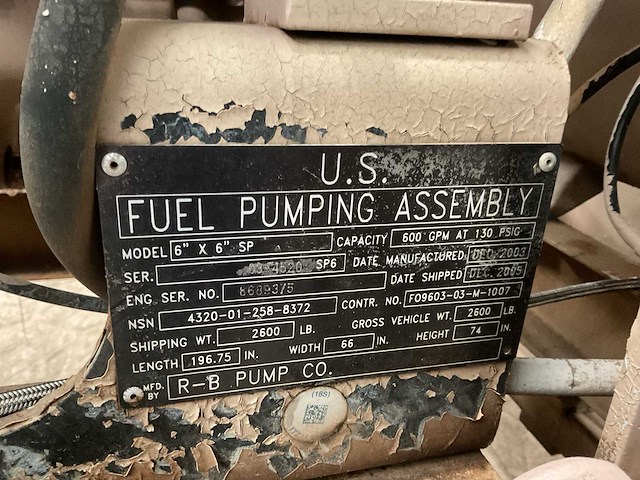 U.S.
FUEL PUMPING ASSEMBLY
MODEL 6" X 6" SP CAPACITY 600 GPM AT 130 PSIG
SER. SP6 DATE MANUFACTURED DEC 2003
ENG. SER. NO. 8689375 DATE SHIPPED DEC
NSN 4320-01-258-8372 CONTR. NO. F09603-03-M-1007
SHIPPING WT. 2600 LB. GROSS VEHICLE WT. 2600 LB.
LENGTH 196.75 IN. WIDTH 66 IN. HEIGHT 74 IN.
MFD. BY R-B PUMP CO.
(18S)